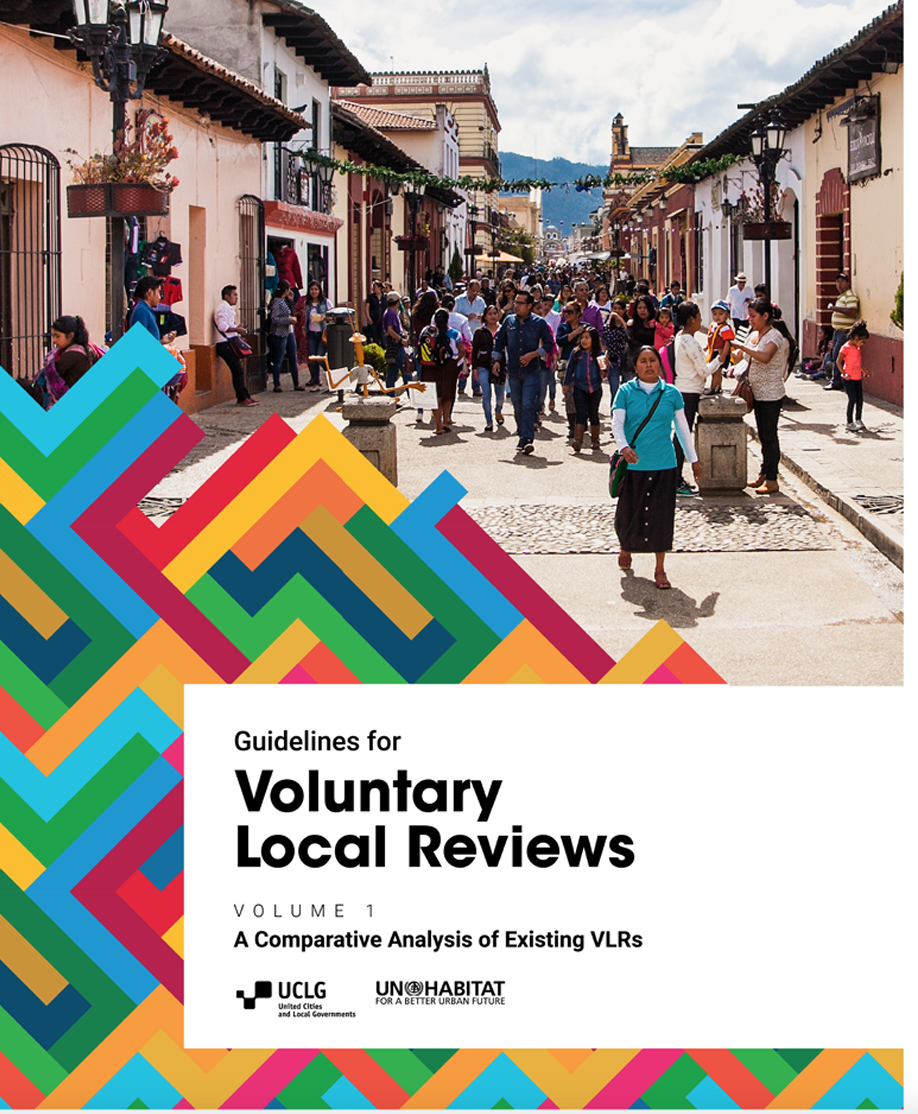 Guidelines for
Voluntary
Local Reviews
VOLUME 1
A Comparative Analysis of Existing VLRs
UCLG
United Cities
and Local Governments
UN HABITAT
FOR A BETTER URBAN FUTURE